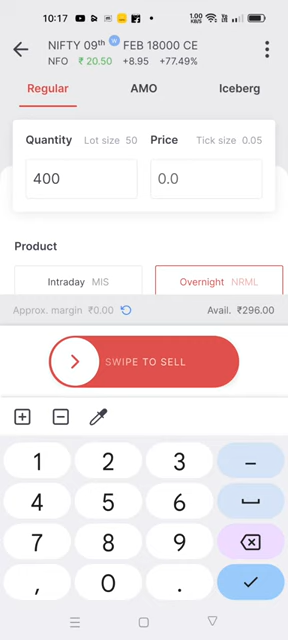 10:17 1.00 KB/S
NIFTY 09th W FEB 18000 CE
NFO ₹ 20.50 +8.95 +77.49%
Regular AMO Iceberg
Quantity Lot size 50 Price Tick size 0.05
400 0.0
Product
Intraday MIS Overnight NRML
Approx. margin ₹0.00 Avail. ₹296.00
SWIPE TO SELL
1 2 3 –
4 5 6
7 8 9
, 0 .